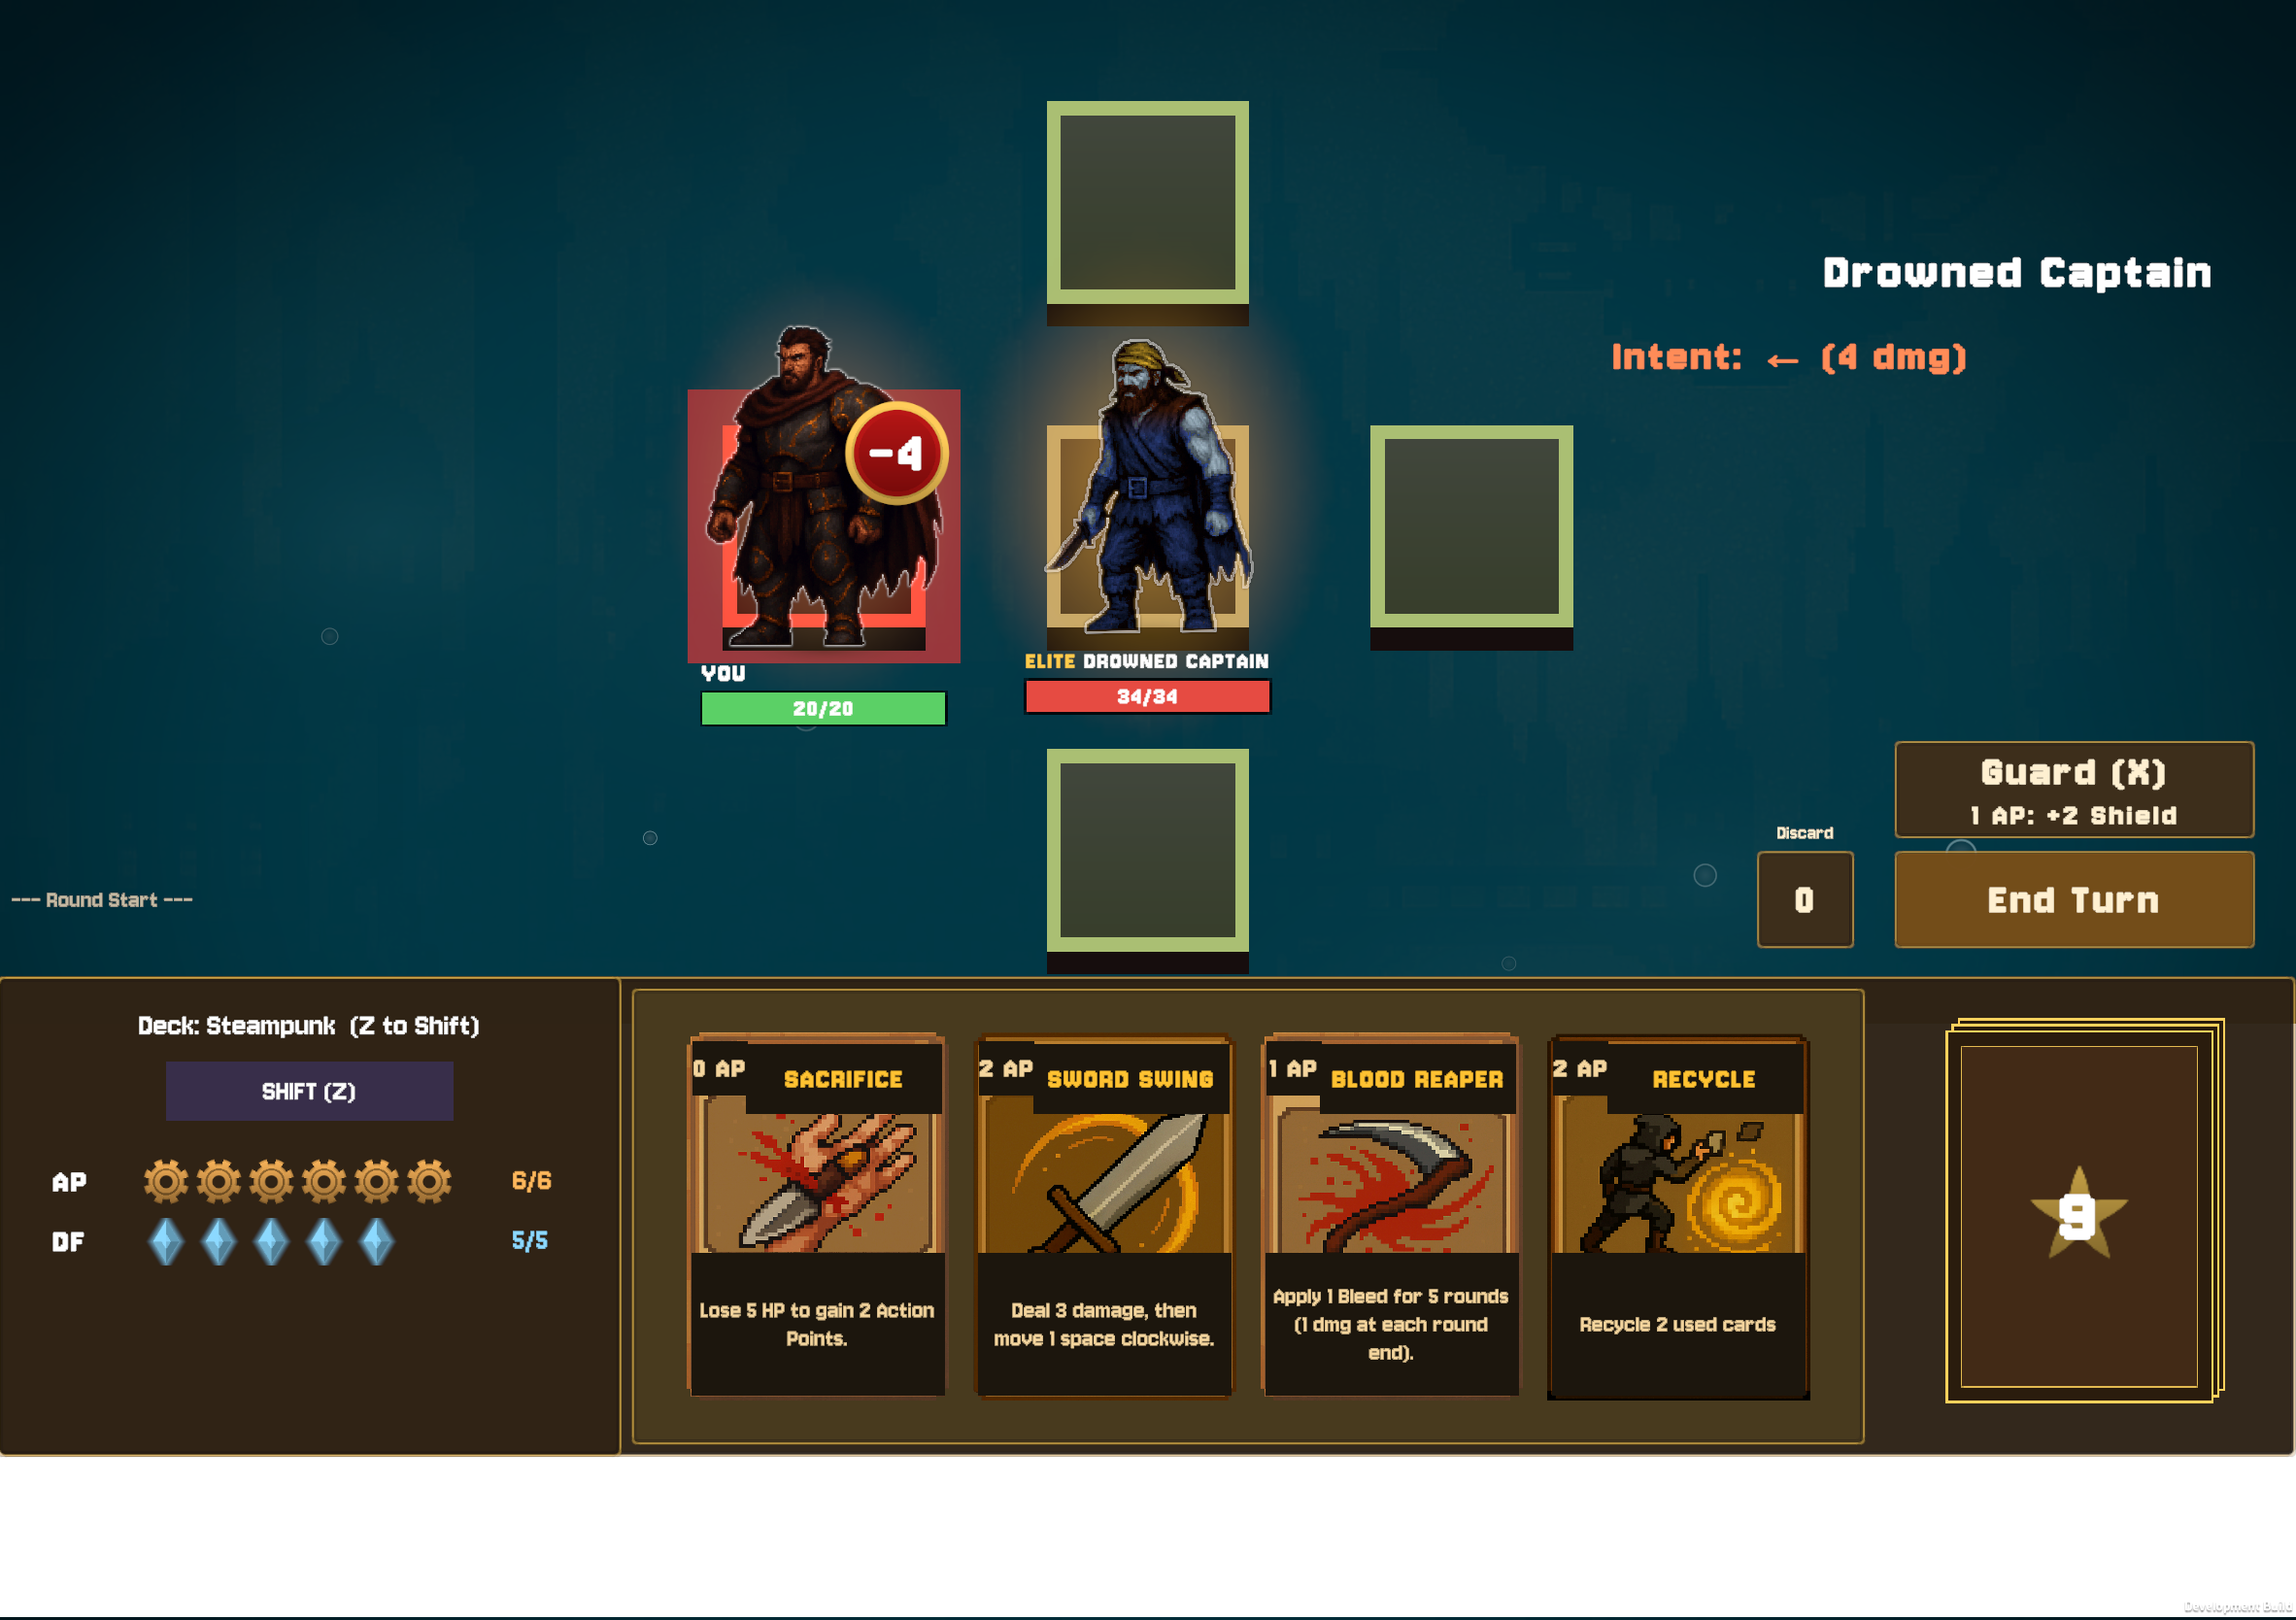 Drowned Captain
Intent: ← (4 dmg)
-4
YOU
20/20
ELITE DROWNED CAPTAIN
34/34
Guard (X)
1 AP: +2 Shield
Discard
0
End Turn
--- Round Start ---
Deck: Steampunk (Z to Shift)
SHIFT (Z)
AP
6/6
DF
5/5
0 AP
SACRIFICE
Lose 5 HP to gain 2 Action
Points.
2 AP
SWORD SWING
Deal 3 damage, then
move 1 space clockwise.
1 AP
BLOOD REAPER
Apply 1 Bleed for 5 rounds
(1 dmg at each round
end).
2 AP
RECYCLE
Recycle 2 used cards
9
Development Build